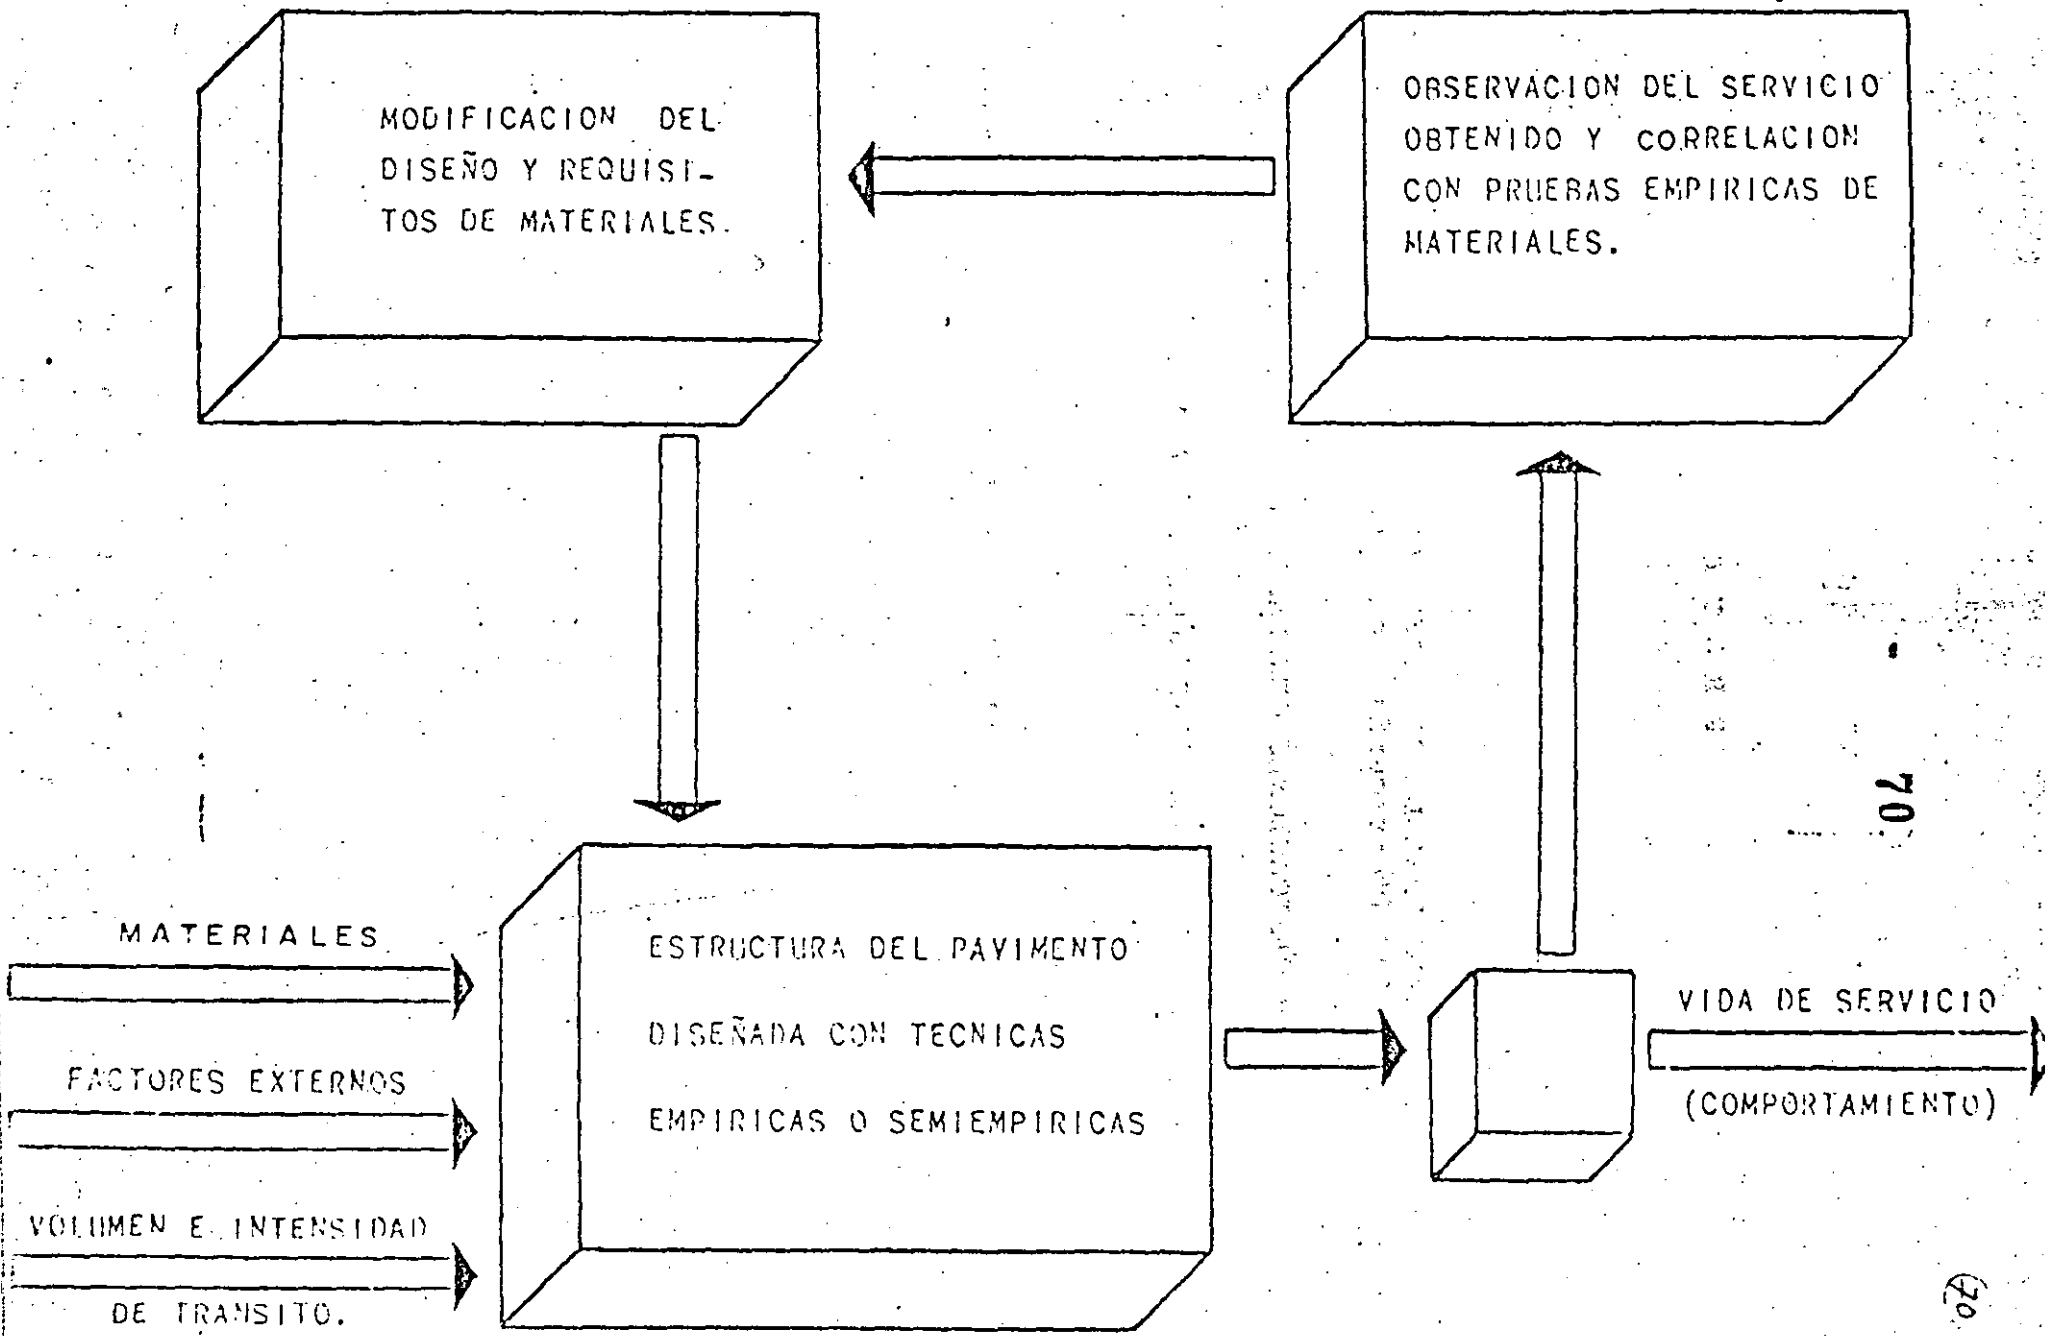 MODIFICACION DEL
DISEÑO Y REQUISI-
TOS DE MATERIALES.
OBSERVACION DEL SERVICIO
OBTENIDO Y CORRELACION
CON PRUEBAS EMPIRICAS DE
MATERIALES.
MATERIALES
FACTORES EXTERNOS
VOLUMEN E INTENSIDAD
DE TRANSITO.
ESTRUCTURA DEL PAVIMENTO
DISEÑADA CON TECNICAS
EMPIRICAS O SEMIEMPIRICAS
VIDA DE SERVICIO
(COMPORTAMIENTO)
70
70